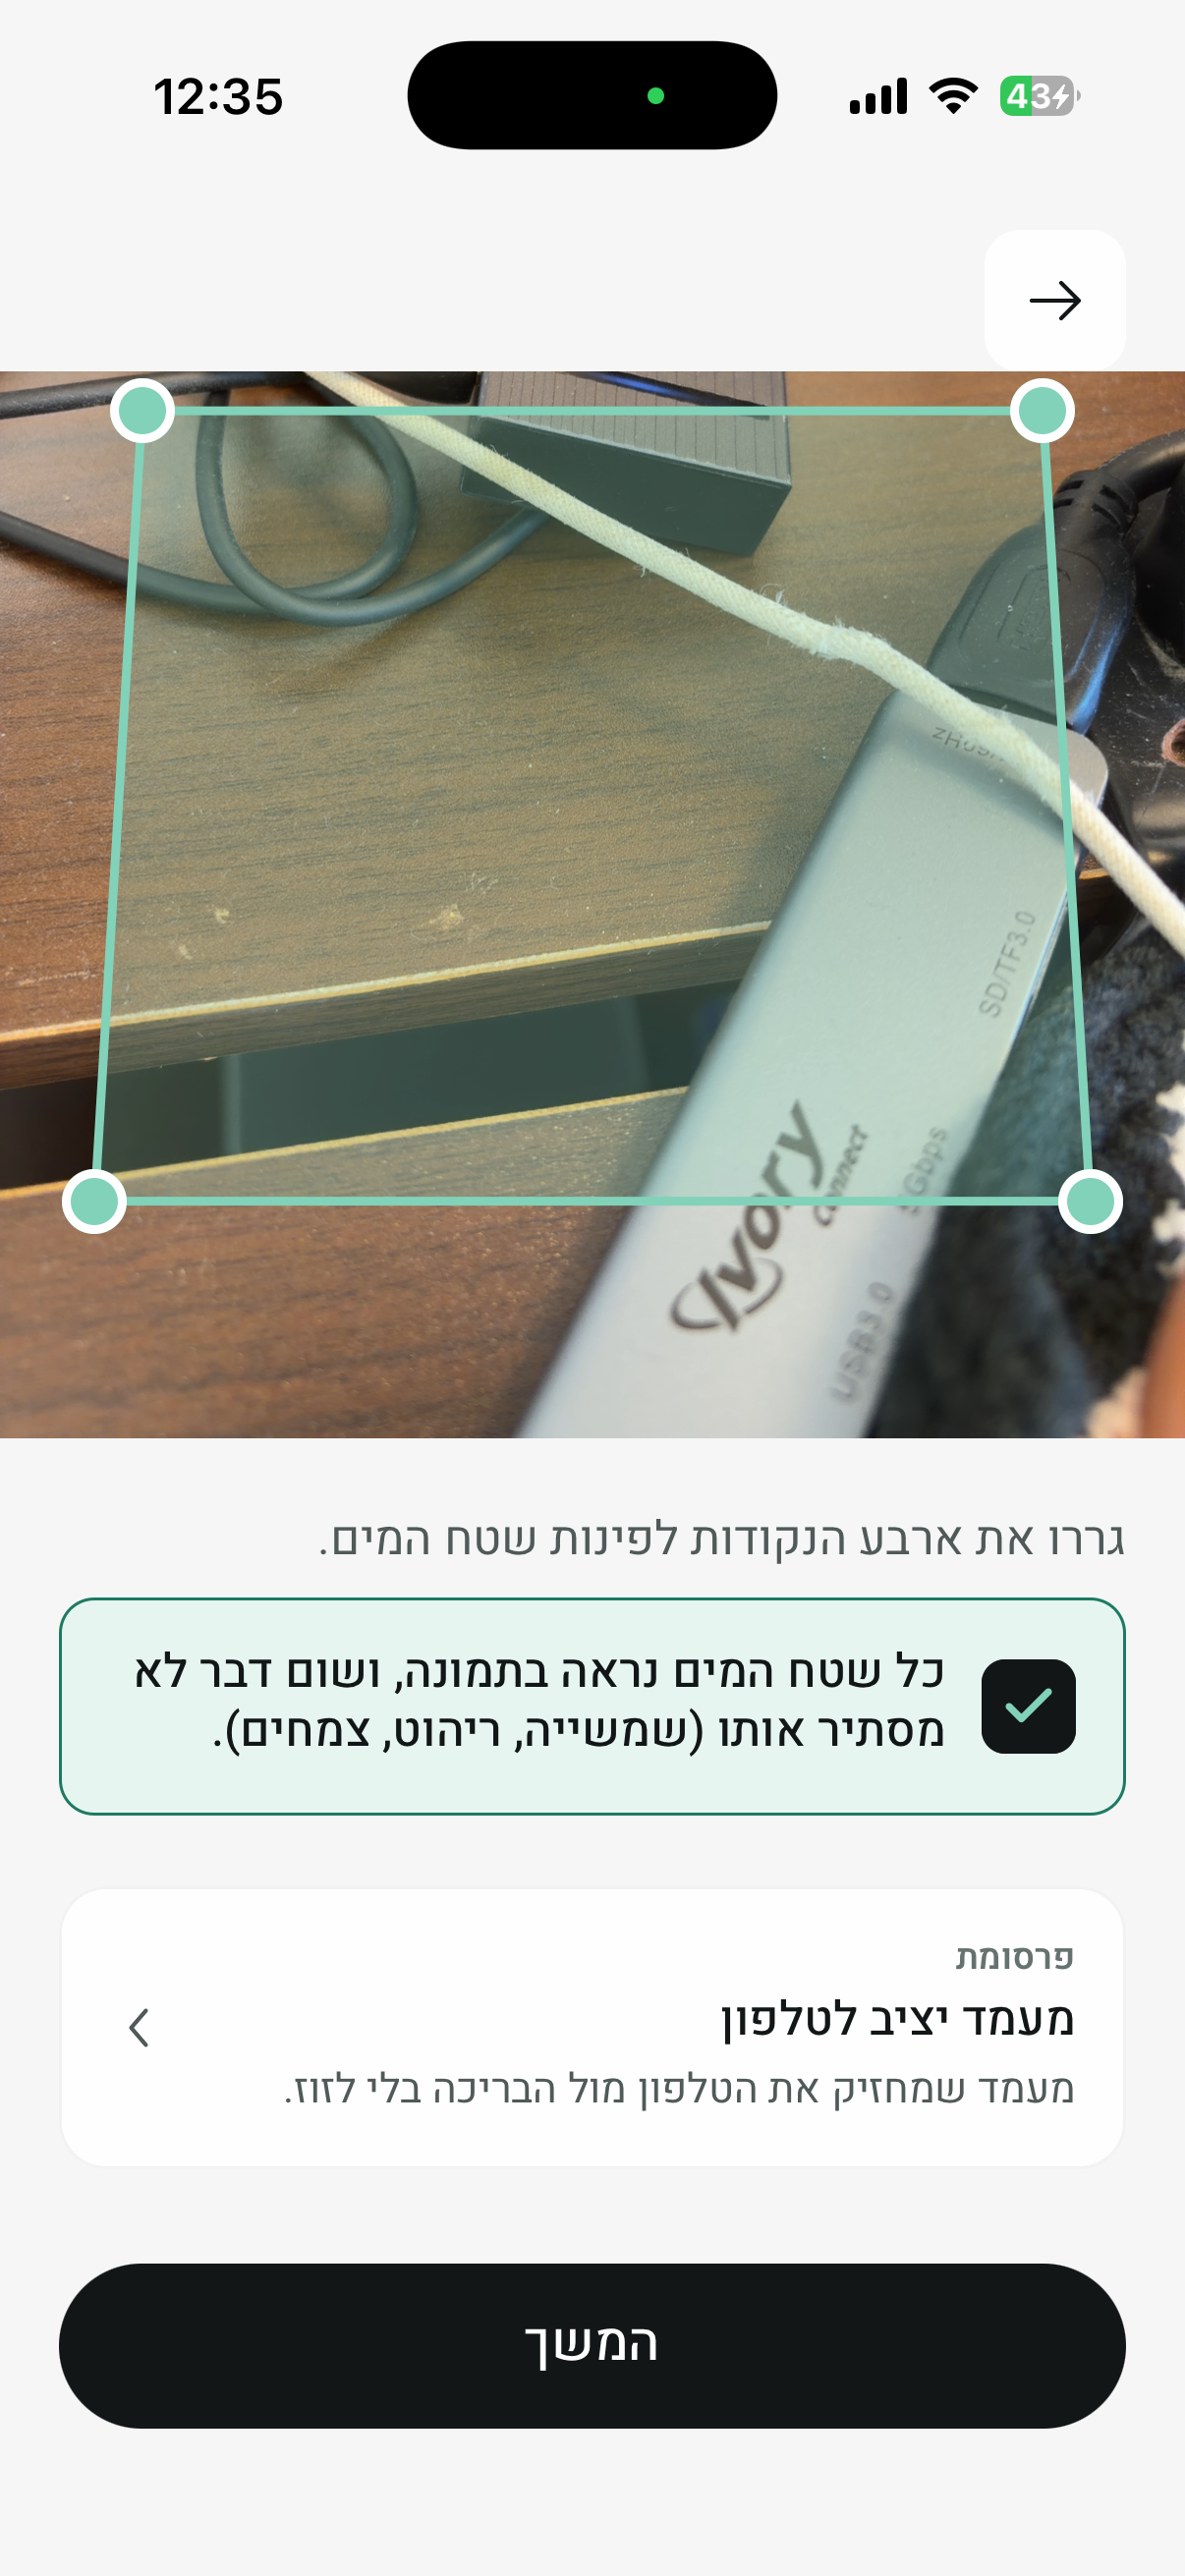 12:35
43
SD/TF3.0
Ivory
connect
5Gbps
USB3.0
גררו את ארבע הנקודות לפינות שטח המים.
כל שטח המים נראה בתמונה, ושום דבר לא
מסתיר אותו (שמשייה, ריהוט, צמחים).
פרסומת
מעמד יציב לטלפון
מעמד שמחזיק את הטלפון מול הבריכה בלי לזוז.
המשך